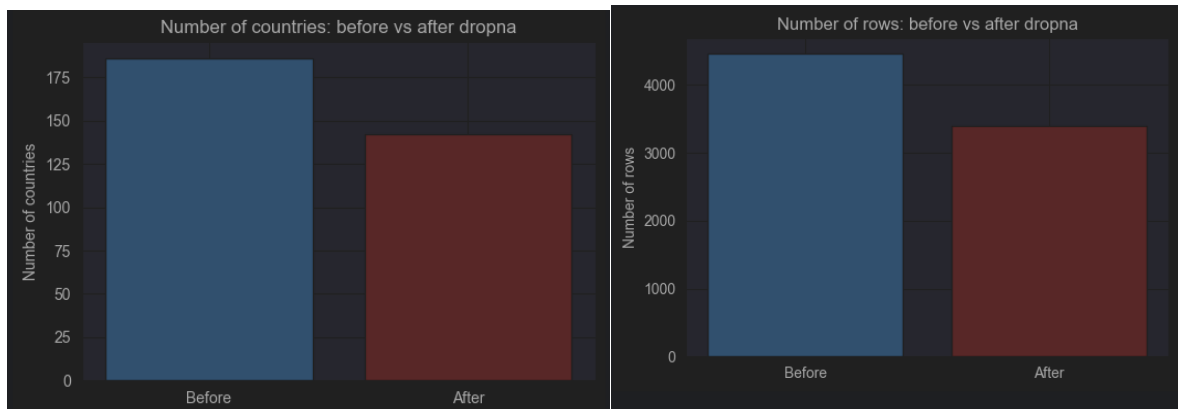 Number of countries: before vs after dropna
Number of countries
175
150
125
100
75
50
25
0
Before After
Number of rows: before vs after dropna
Number of rows
4000
3000
2000
1000
0
Before After